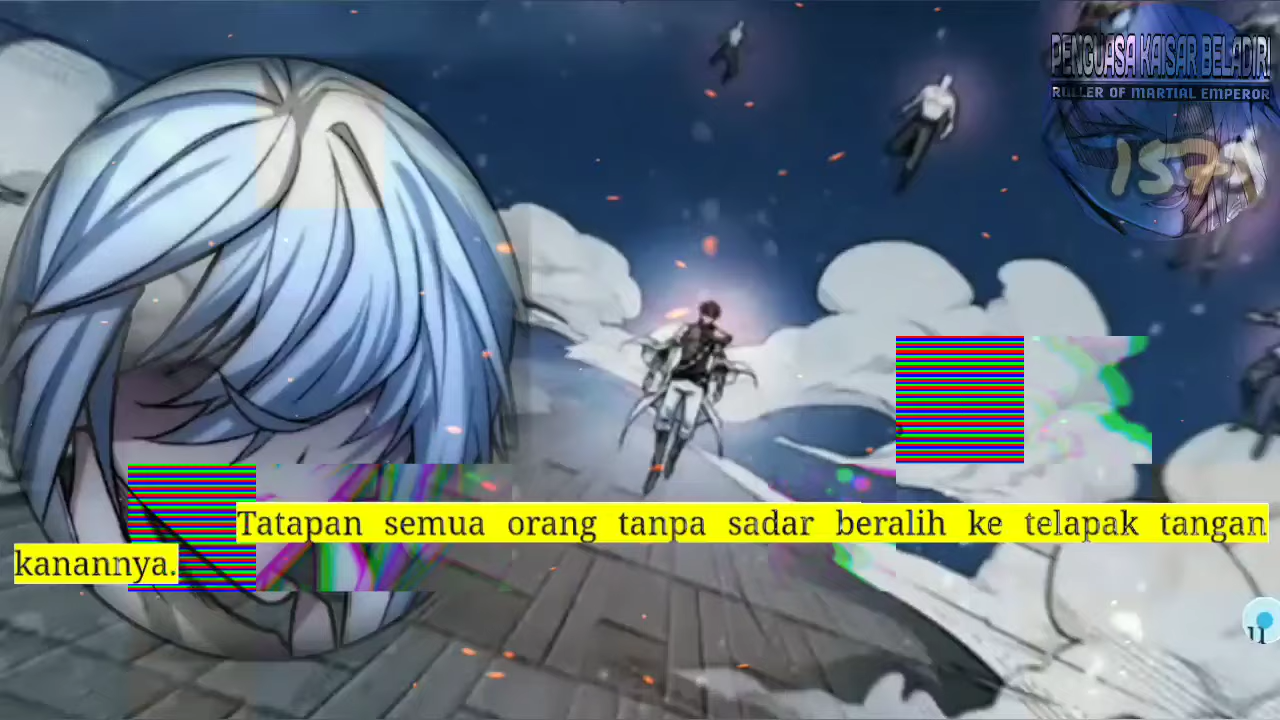 PENGUASA KAISAR BELADIRI
RULLER OF MARTIAL EMPEROR
Tatapan semua orang tanpa sadar beralih ke telapak tangan
kanannya.